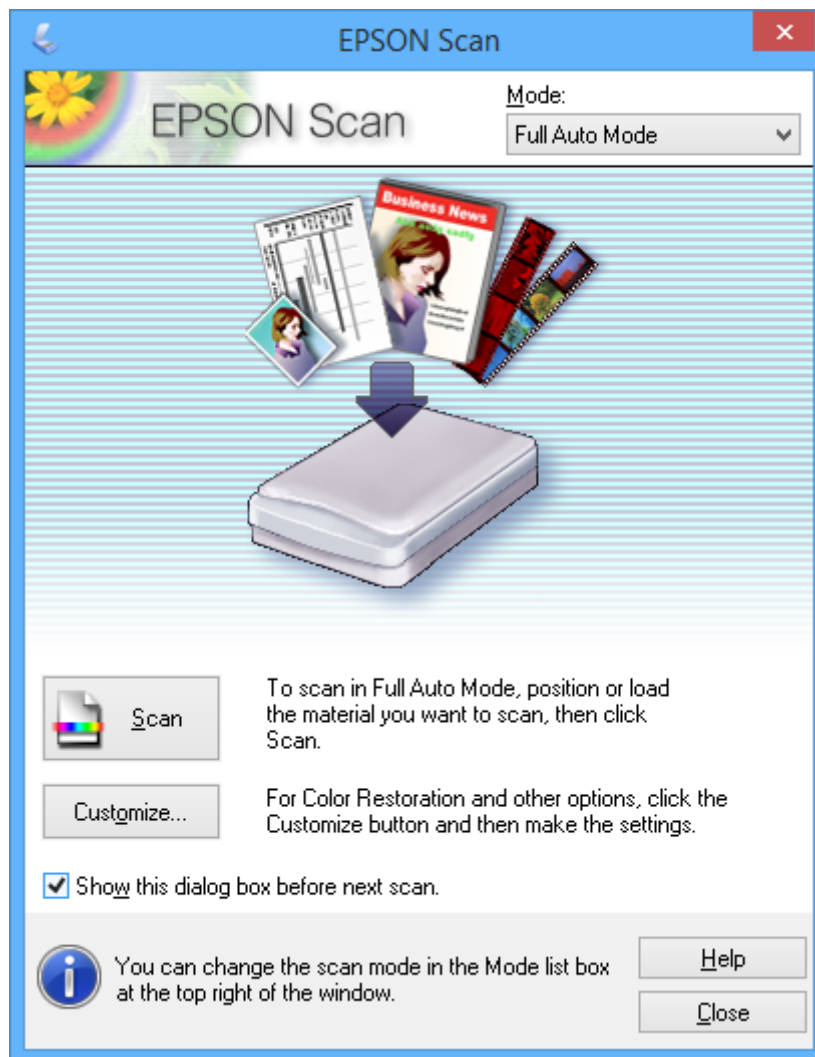 EPSON Scan
EPSON Scan
Mode:
Full Auto Mode
Business News
Scan
To scan in Full Auto Mode, position or load
the material you want to scan, then click
Scan.
Customize...
For Color Restoration and other options, click the
Customize button and then make the settings.
Show this dialog box before next scan.
You can change the scan mode in the Mode list box
at the top right of the window.
Help
Close